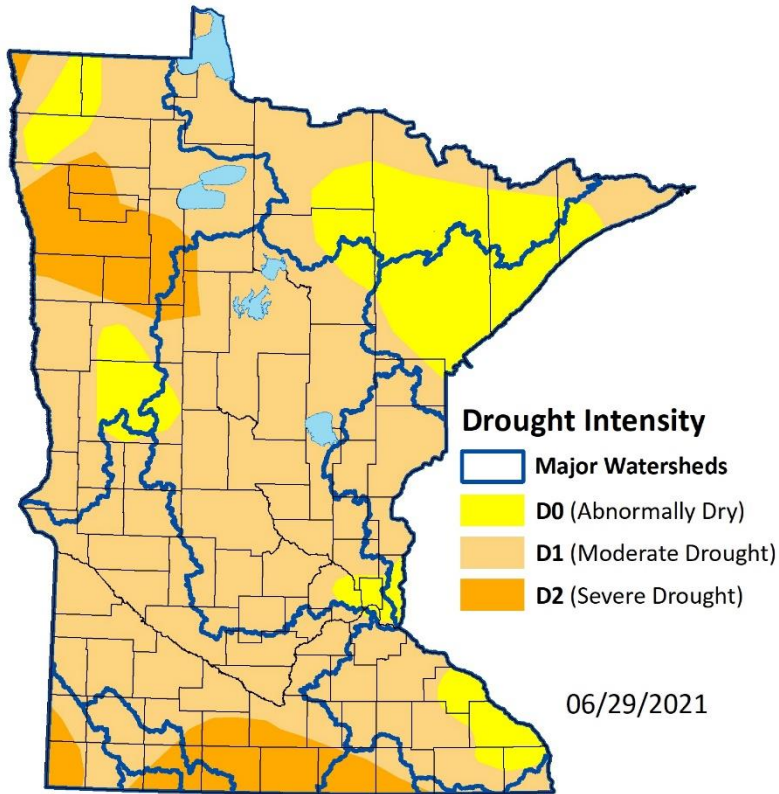 Drought Intensity
Major Watersheds
D0 (Abnormally Dry)
D1 (Moderate Drought)
D2 (Severe Drought)
06/29/2021